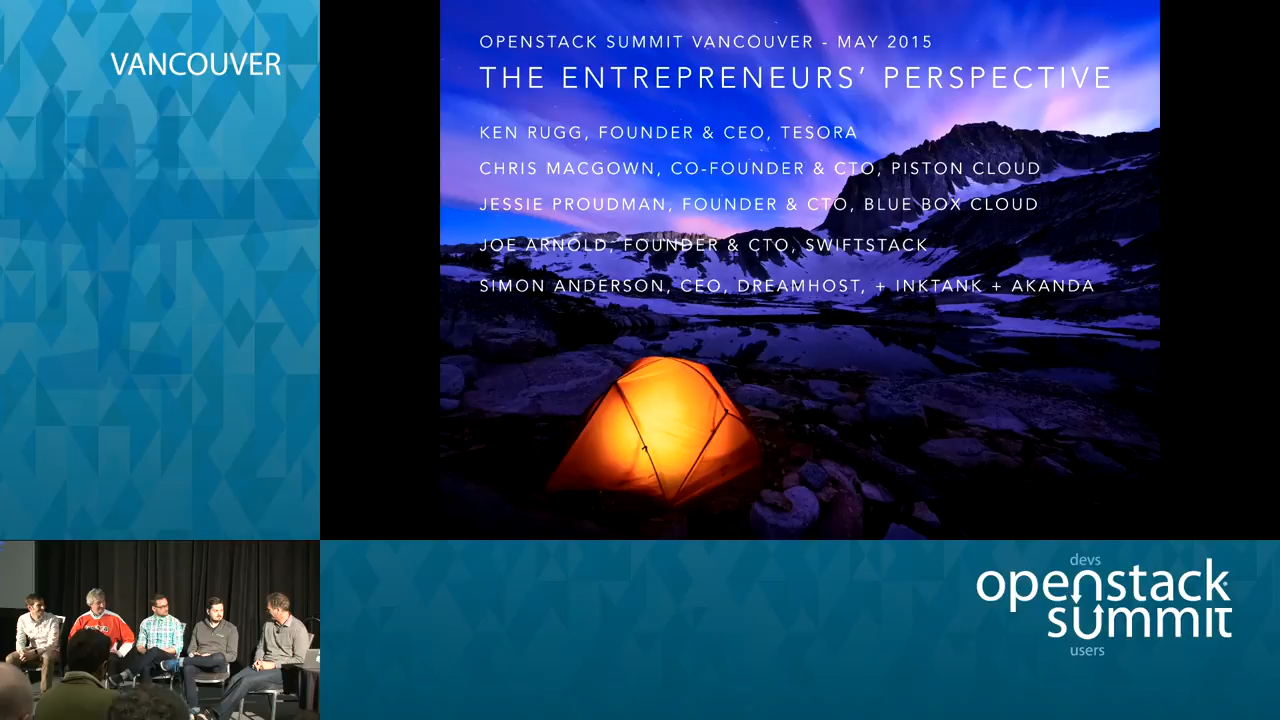 VANCOUVER
OPENSTACK SUMMIT VANCOUVER - MAY 2015
THE ENTREPRENEURS' PERSPECTIVE
KEN RUGG, FOUNDER & CEO, TESORA
CHRIS MACGOWN, CO-FOUNDER & CTO, PISTON CLOUD
JESSIE PROUDMAN, FOUNDER & CTO, BLUE BOX CLOUD
JOE ARNOLD, FOUNDER & CTO, SWIFTSTACK
SIMON ANDERSON, CEO, DREAMHOST, + INKTANK + AKANDA
devs
openstack
summit
users